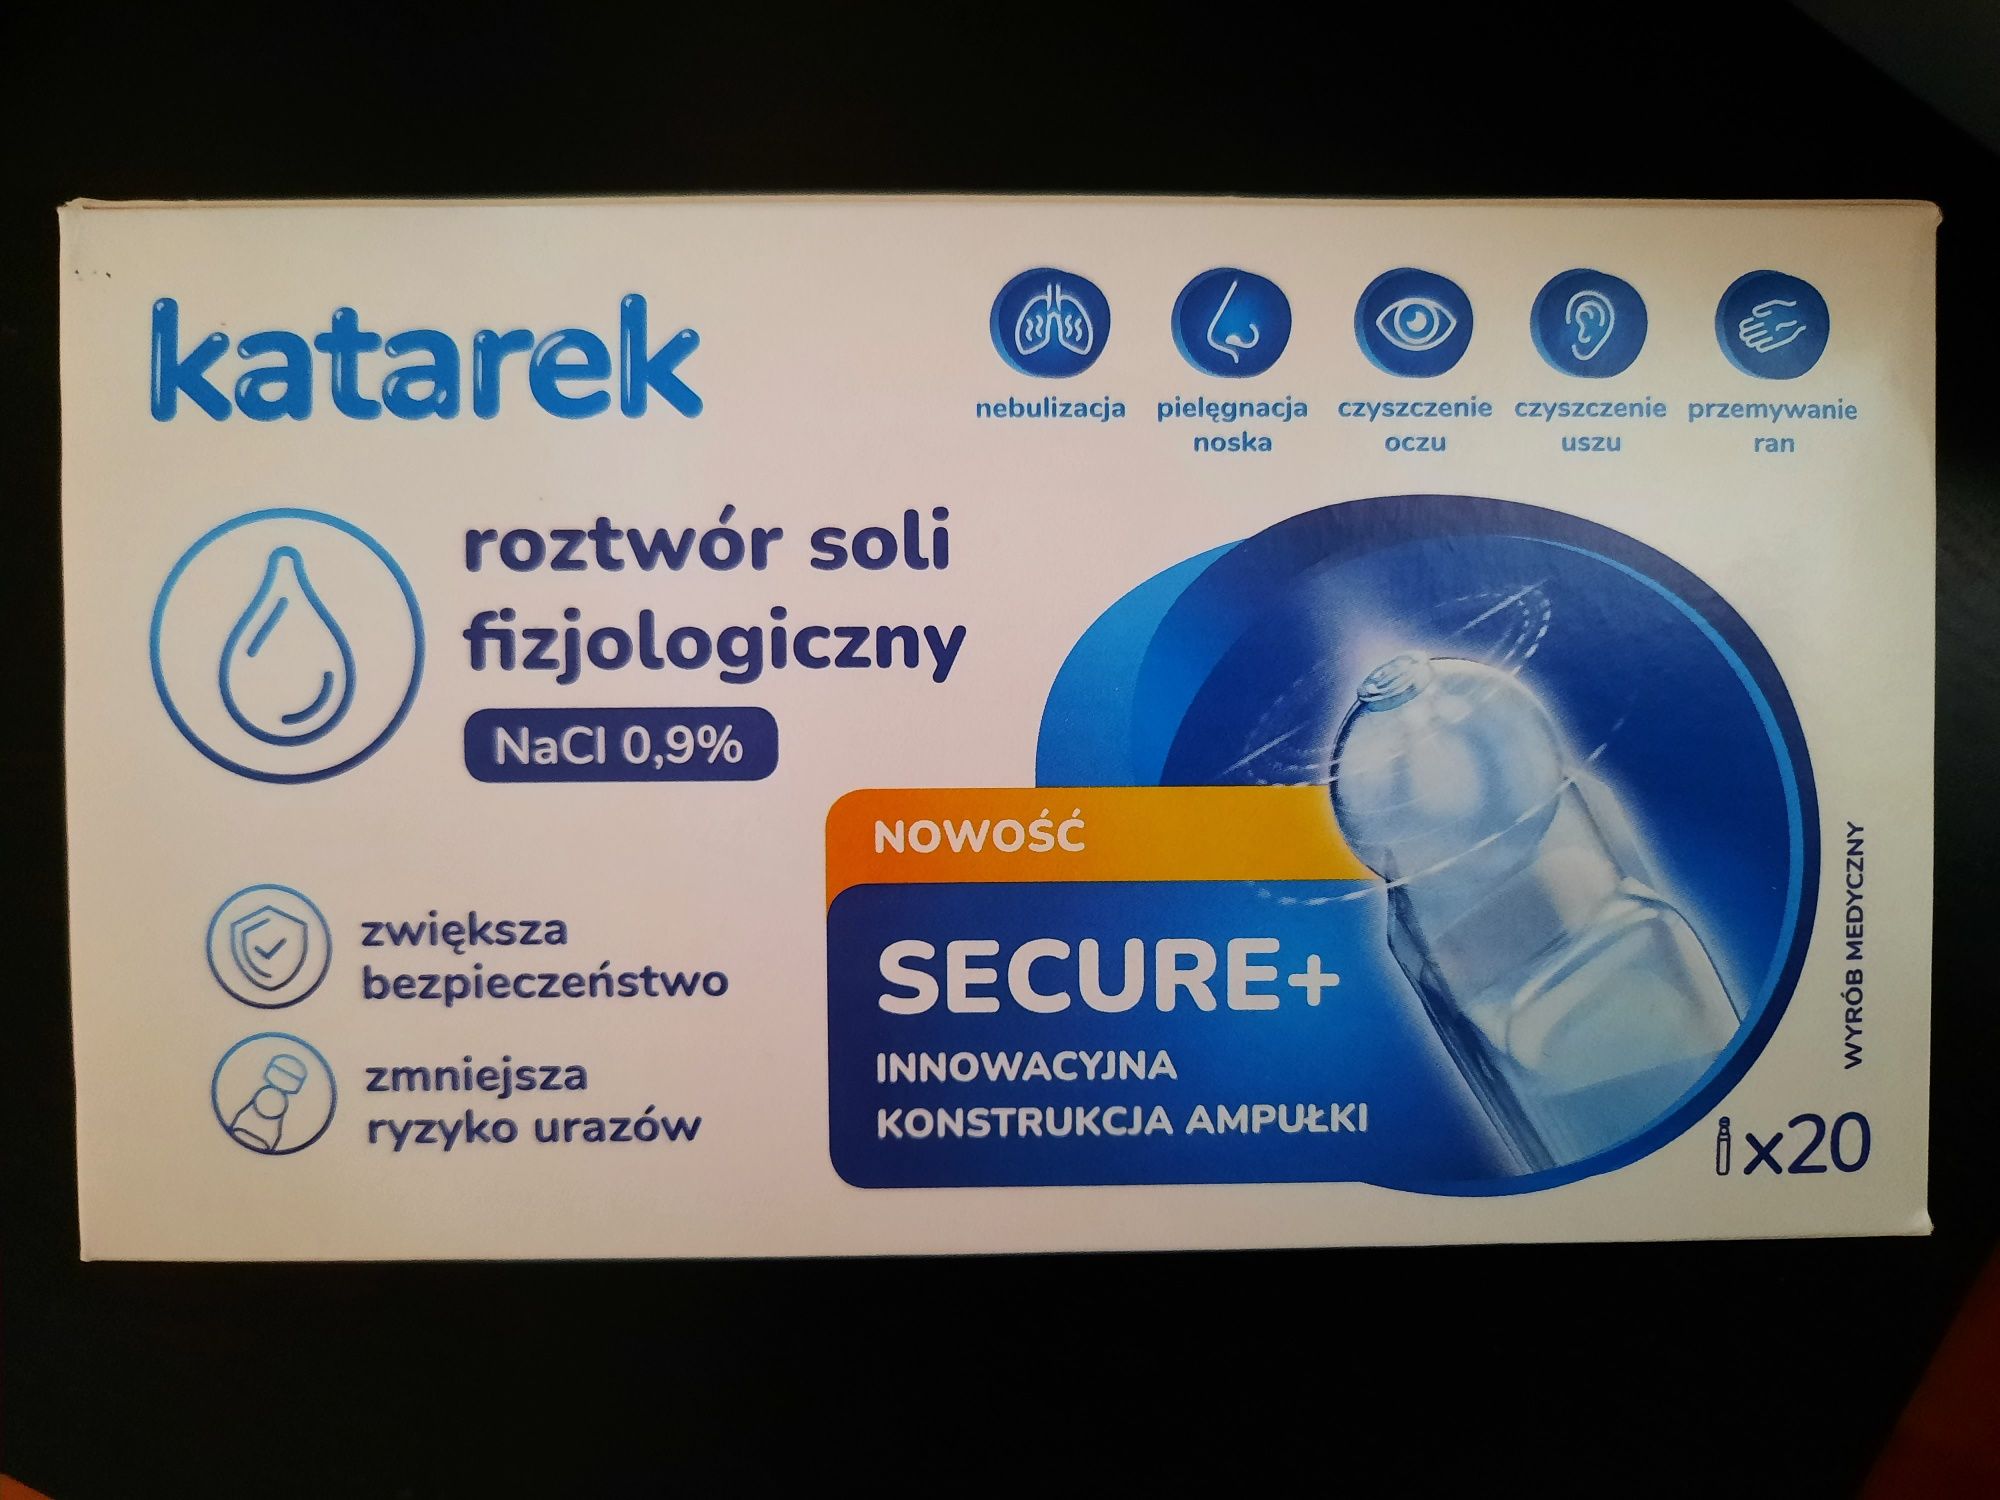 katarek
nebulizacja
pielęgnacja
noska
czyszczenie
oczu
czyszczenie
uszu
przemywanie
ran
roztwór soli
fizjologiczny
NaCl 0,9%
zwiększa
bezpieczeństwo
zmniejsza
ryzyko urazów
NOWOŚĆ
SECURE+
INNOWACYJNA
KONSTRUKCJA AMPUŁKI
WYRÓB MEDYCZNY
x20